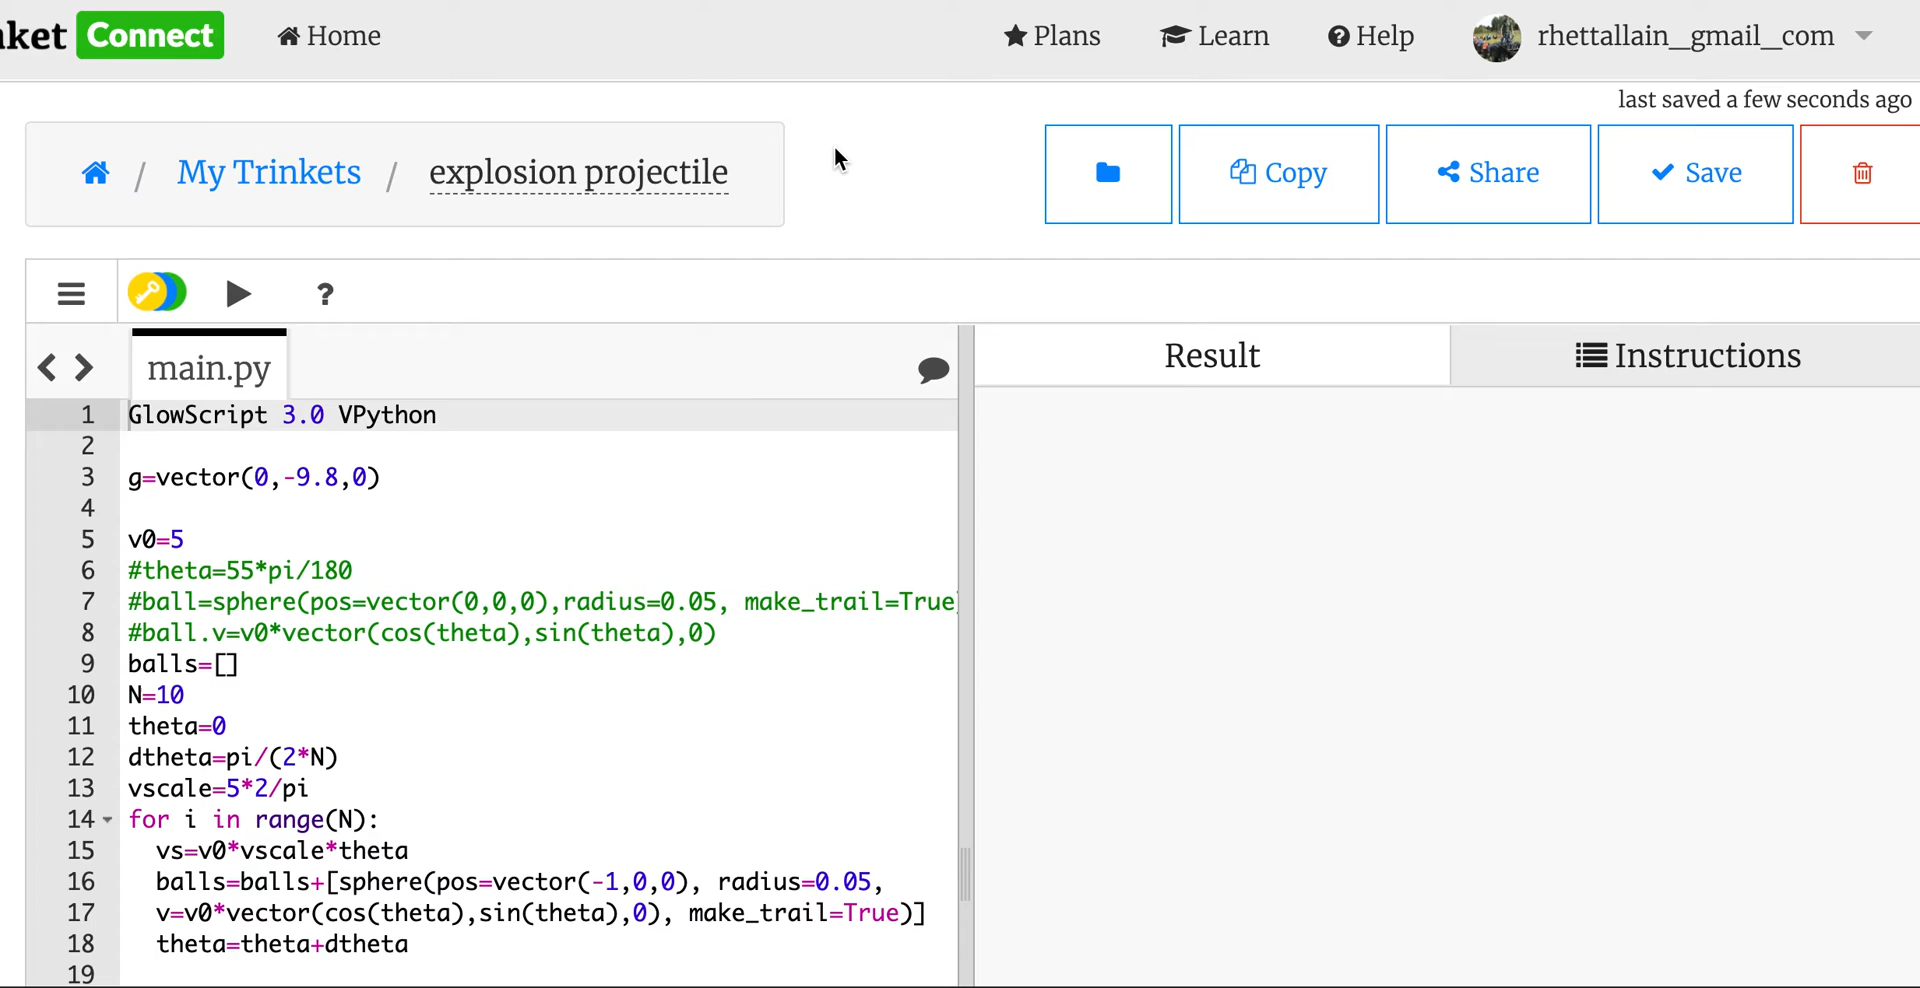 Connect Home Plans Learn Help rhettallain_gmail_com
last saved a few seconds ago
/ My Trinkets / explosion projectile Copy Share Save
?
main.py Result Instructions
1 GlowScript 3.0 VPython
2
3 g=vector(0,-9.8,0)
4
5 v0=5
6 #theta=55*pi/180
7 #ball=sphere(pos=vector(0,0,0),radius=0.05, make_trail=True)
8 #ball.v=v0*vector(cos(theta),sin(theta),0)
9 balls=[]
10 N=10
11 theta=0
12 dtheta=pi/(2*N)
13 vscale=5*2/pi
14 for i in range(N):
15 vs=v0*vscale*theta
16 balls=balls+[sphere(pos=vector(-1,0,0), radius=0.05,
17 v=v0*vector(cos(theta),sin(theta),0), make_trail=True)]
18 theta=theta+dtheta
19